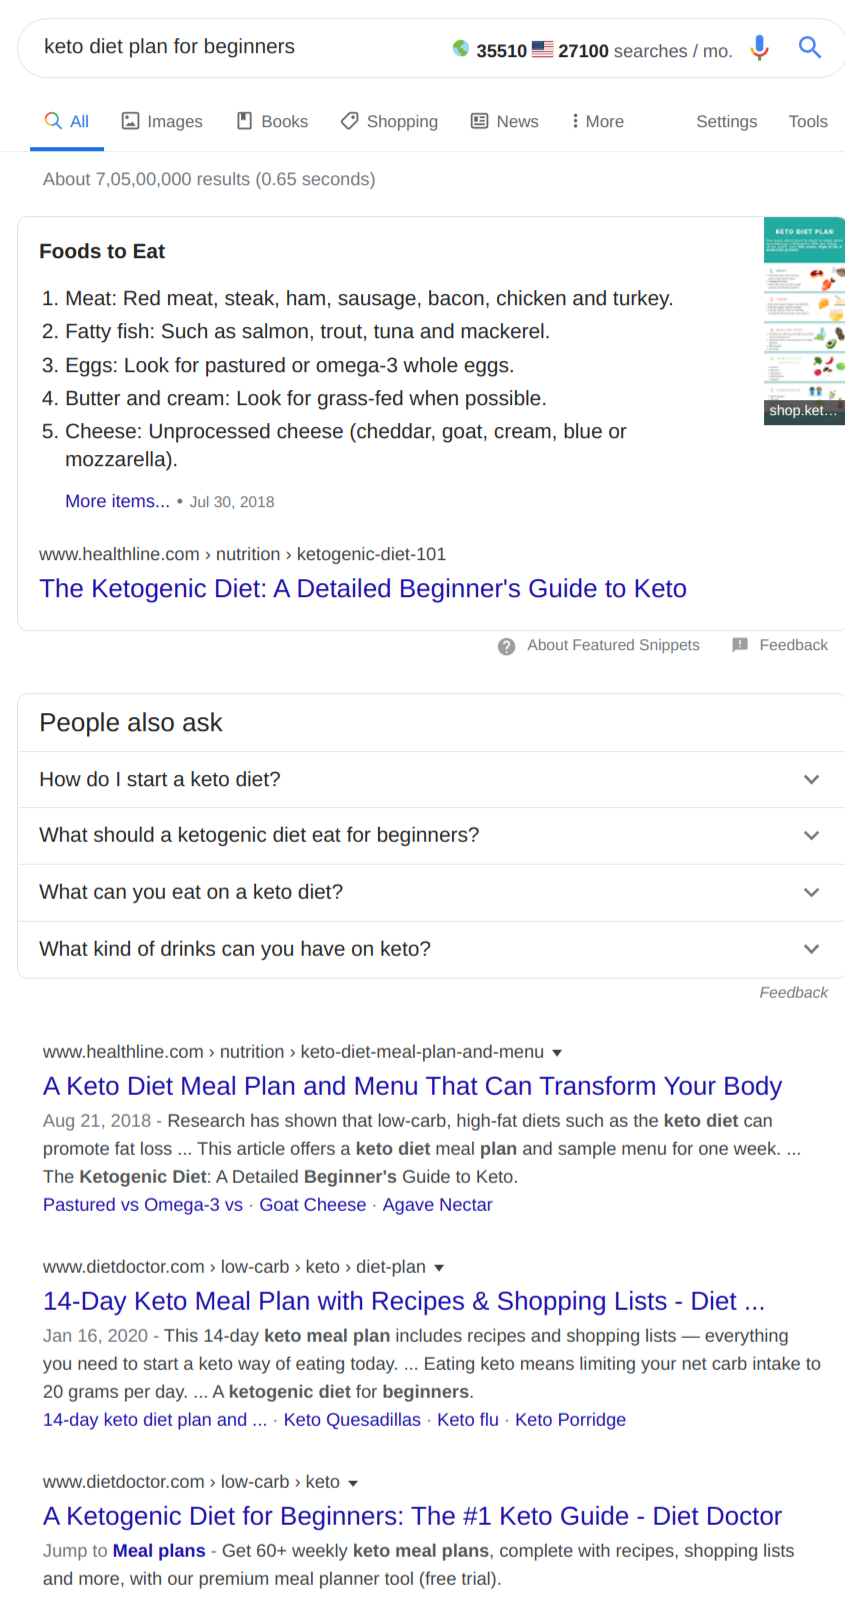 keto diet plan for beginners
35510 27100 searches / mo.
All Images Books Shopping News More Settings Tools
About 7,05,00,000 results (0.65 seconds)
Foods to Eat
KETO DIET PLAN
1. Meat: Red meat, steak, ham, sausage, bacon, chicken and turkey.
2. Fatty fish: Such as salmon, trout, tuna and mackerel.
3. Eggs: Look for pastured or omega-3 whole eggs.
4. Butter and cream: Look for grass-fed when possible.
5. Cheese: Unprocessed cheese (cheddar, goat, cream, blue or
mozzarella).
shop.ket...
More items... • Jul 30, 2018
www.healthline.com › nutrition › ketogenic-diet-101
The Ketogenic Diet: A Detailed Beginner's Guide to Keto
About Featured Snippets Feedback
People also ask
How do I start a keto diet?
What should a ketogenic diet eat for beginners?
What can you eat on a keto diet?
What kind of drinks can you have on keto?
Feedback
www.healthline.com › nutrition › keto-diet-meal-plan-and-menu
A Keto Diet Meal Plan and Menu That Can Transform Your Body
Aug 21, 2018 - Research has shown that low-carb, high-fat diets such as the keto diet can
promote fat loss ... This article offers a keto diet meal plan and sample menu for one week. ...
The Ketogenic Diet: A Detailed Beginner's Guide to Keto.
Pastured vs Omega-3 vs · Goat Cheese · Agave Nectar
www.dietdoctor.com › low-carb › keto › diet-plan
14-Day Keto Meal Plan with Recipes & Shopping Lists - Diet ...
Jan 16, 2020 - This 14-day keto meal plan includes recipes and shopping lists — everything
you need to start a keto way of eating today. ... Eating keto means limiting your net carb intake to
20 grams per day. ... A ketogenic diet for beginners.
14-day keto diet plan and ... · Keto Quesadillas · Keto flu · Keto Porridge
www.dietdoctor.com › low-carb › keto
A Ketogenic Diet for Beginners: The #1 Keto Guide - Diet Doctor
Jump to Meal plans - Get 60+ weekly keto meal plans, complete with recipes, shopping lists
and more, with our premium meal planner tool (free trial).